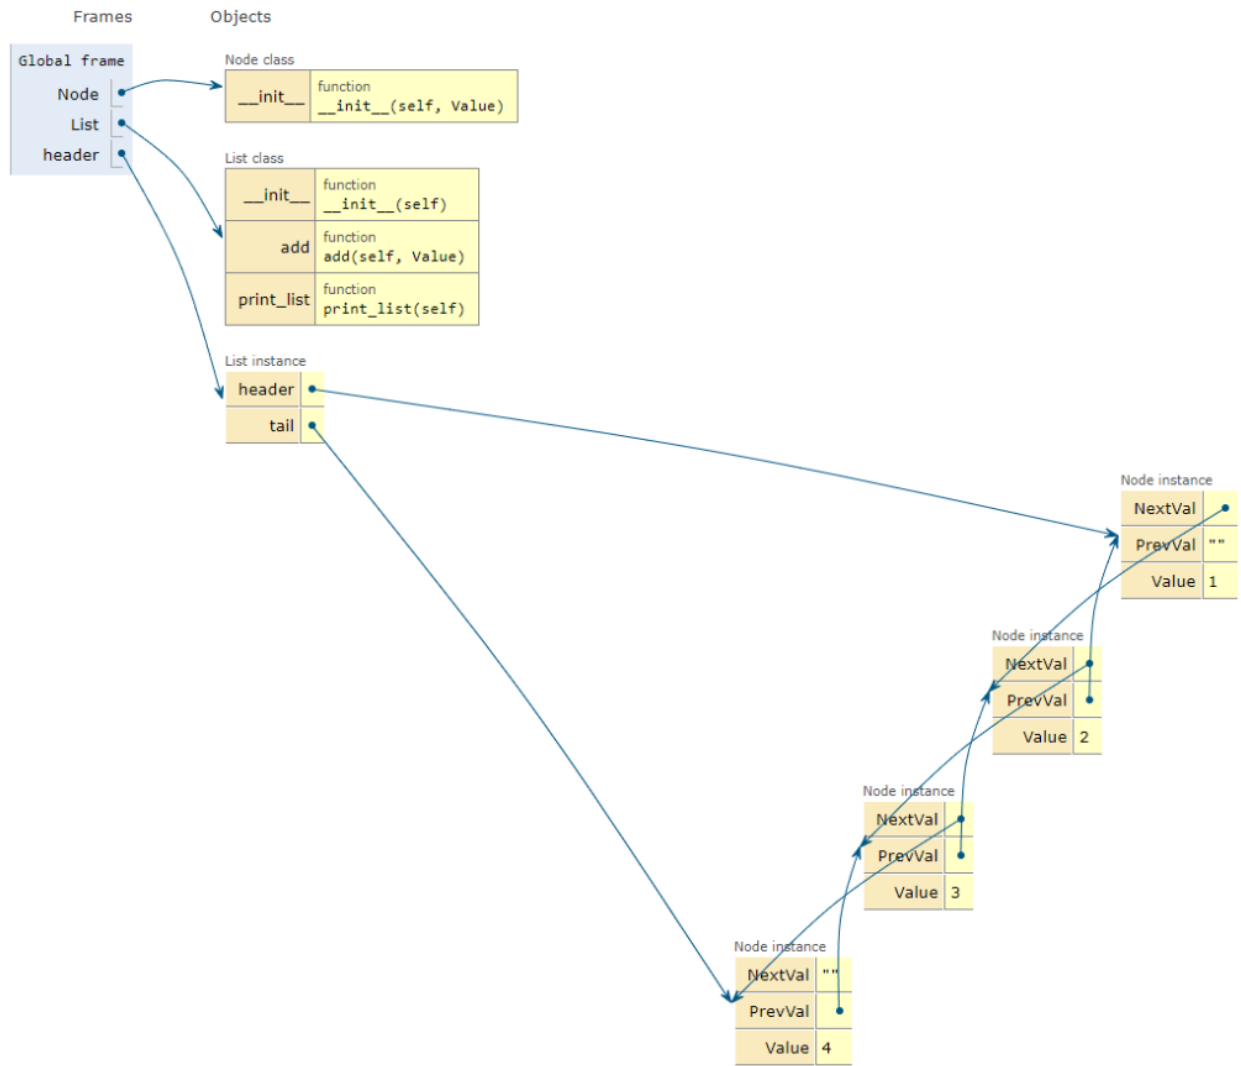 Frames Objects
Global frame
Node
List
header
Node class
__init__ function
__init__(self, Value)
List class
__init__ function
__init__(self)
add function
add(self, Value)
print_list function
print_list(self)
List instance
header
tail
Node instance
NextVal
PrevVal ""
Value 1
Node instance
NextVal
PrevVal
Value 2
Node instance
NextVal
PrevVal
Value 3
Node instance
NextVal ""
PrevVal
Value 4